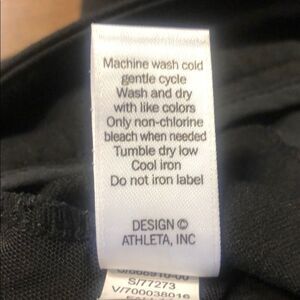 Machine wash cold
gentle cycle
Wash and dry
with like colors
Only non-chlorine
bleach when needed
Tumble dry low
Cool iron
Do not iron label
DESIGN ©
ATHLETA, INC
S/77273
V/700038016